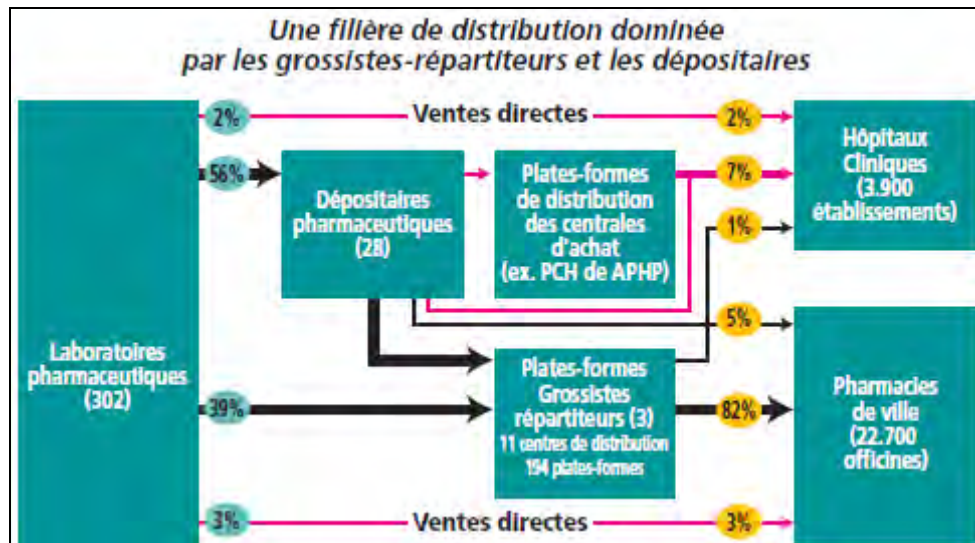 Une filière de distribution dominée
par les grossistes-répartiteurs et les dépositaires
2%
Ventes directes
2%
56%
Dépositaires
pharmaceutiques
(28)
Plates-formes
de distribution
des centrales
d'achat
(ex. PCH de APHP)
7%
1%
Hôpitaux
Cliniques
(3.900
établissements)
5%
Laboratoires
pharmaceutiques
(302)
39%
Plates-formes
Grossistes
répartiteurs (3)
11 centres de distribution
194 plates-formes
82%
Pharmacies
de ville
(22.700
officines)
3%
Ventes directes
3%